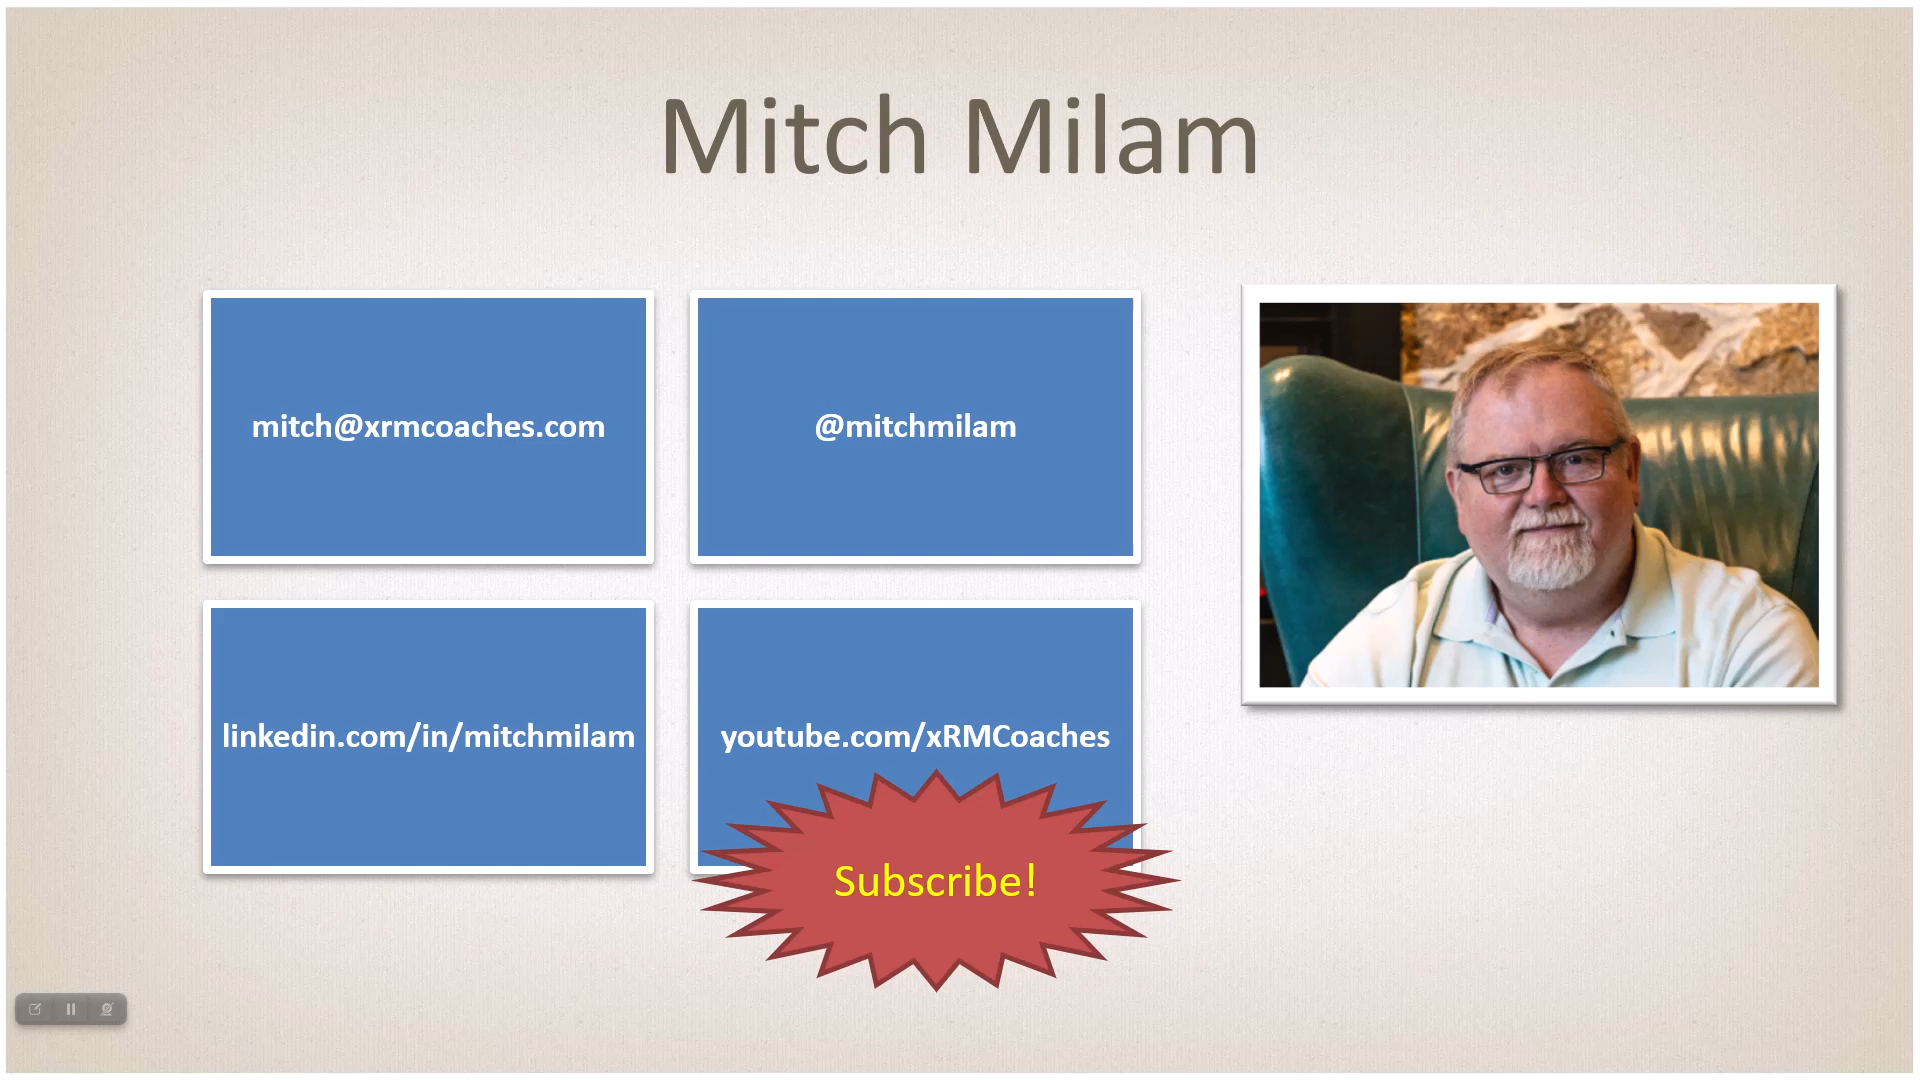 Mitch Milam
mitch@xrmcoaches.com
@mitchmilam
linkedin.com/in/mitchmilam
youtube.com/xRMCoaches
Subscribe!